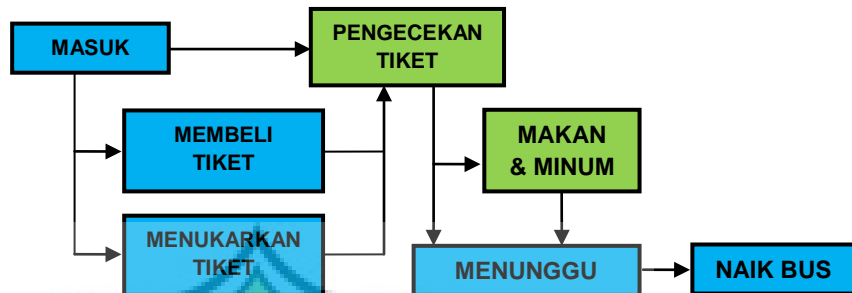 MASUK
PENGECEKAN
TIKET
MEMBELI
TIKET
MAKAN
& MINUM
MENUKARKAN
TIKET
MENUNGGU
NAIK BUS